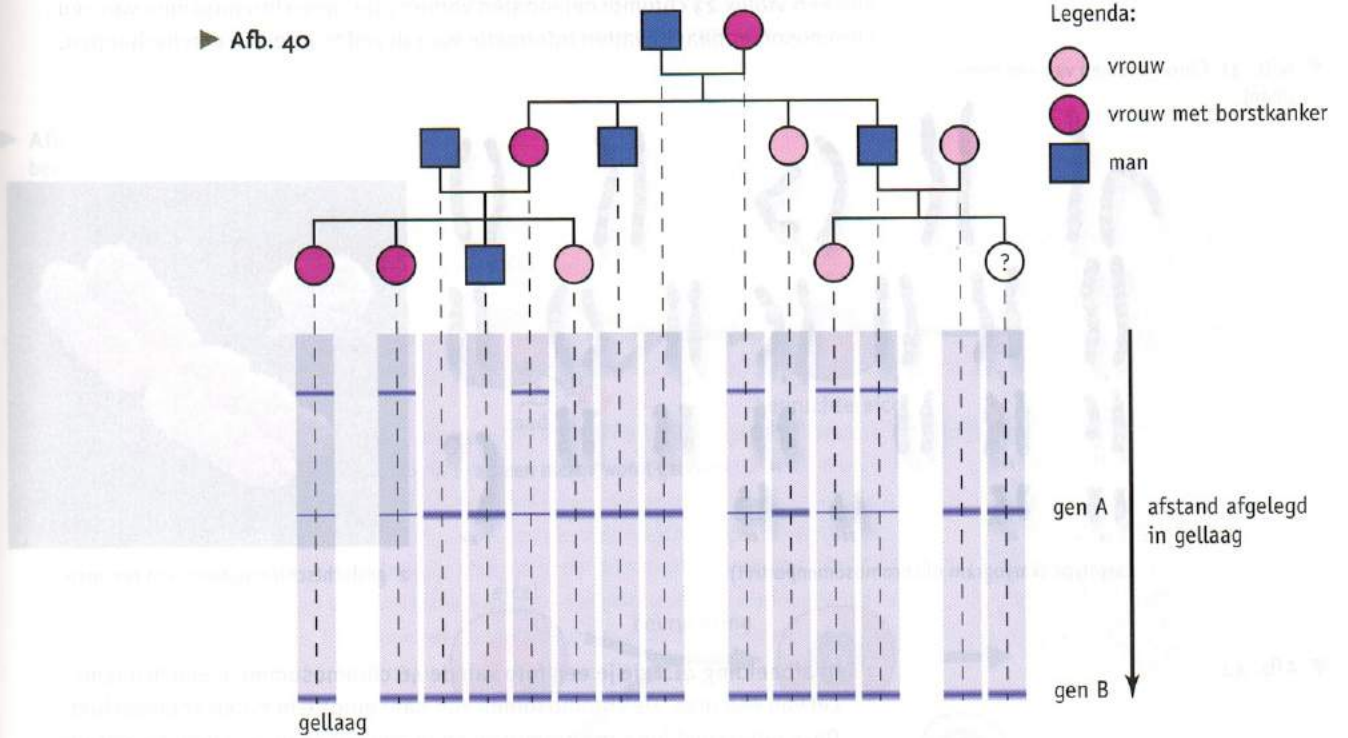 ▶ Afb. 40
Legenda:
vrouw
vrouw met borstkanker
man
?
gen A
afstand afgelegd
in gellaag
gen B
gellaag